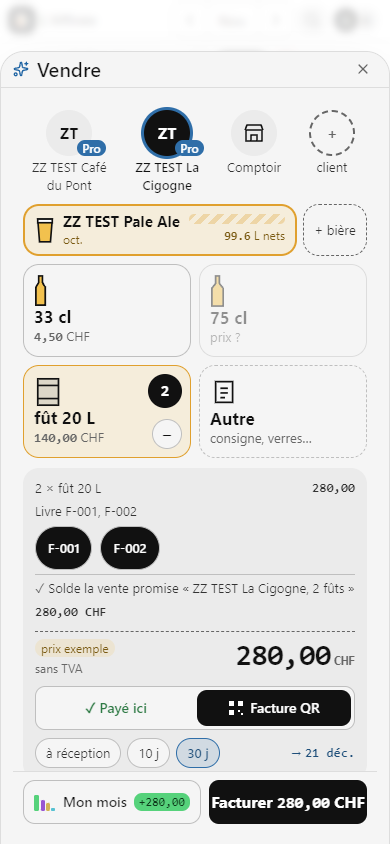 Vendre
ZT
Pro
ZZ TEST Café
du Pont
ZT
Pro
ZZ TEST La
Cigogne
Comptoir
+
client
ZZ TEST Pale Ale
oct.
99.6 L nets
+ bière
33 cl
4,50 CHF
75 cl
prix ?
2
fût 20 L
140,00 CHF
–
Autre
consigne, verres…
2 × fût 20 L 280,00
Livre F-001, F-002
F-001 F-002
✓ Solde la vente promise « ZZ TEST La Cigogne, 2 fûts »
280,00 CHF
prix exemple
sans TVA
280,00 CHF
✓ Payé ici
Facture QR
à réception 10 j 30 j → 21 déc.
Mon mois +280,00
Facturer 280,00 CHF